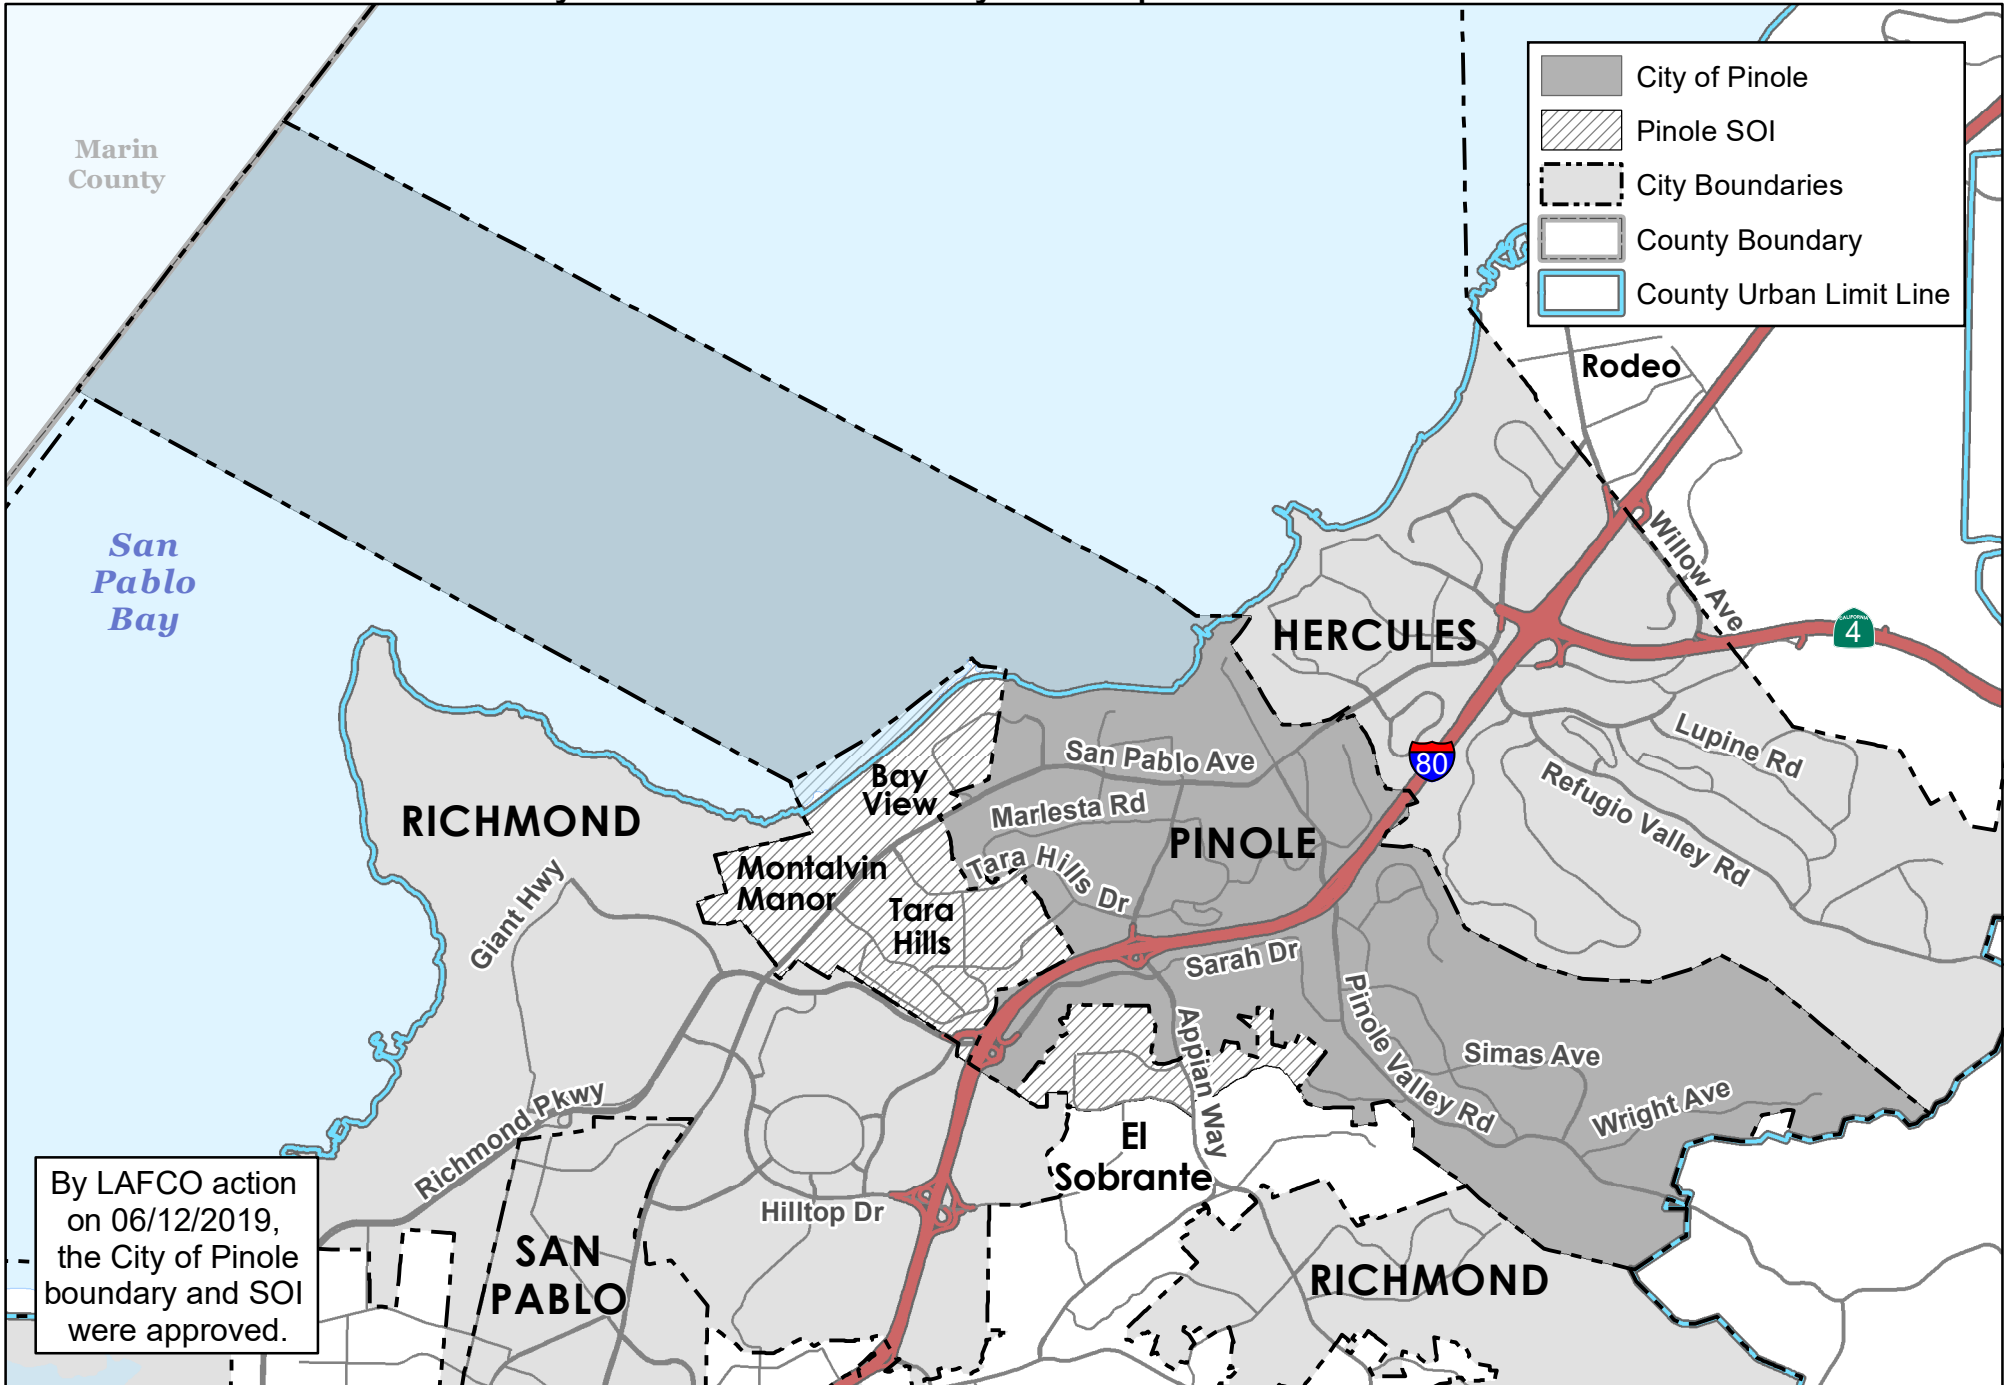 City of Pinole
Pinole SOI
City Boundaries
County Boundary
County Urban Limit Line
Marin
County
San
Pablo
Bay
Rodeo
Willow Ave
CALIFORNIA
4
HERCULES
Lupine Rd
Refugio Valley Rd
80
San Pablo Ave
Bay
View
Marlesta Rd
RICHMOND
PINOLE
Montalvin
Manor
Tara Hills Dr
Tara
Hills
Giant Hwy
Sarah Dr
Pinole Valley Rd
Appian Way
Simas Ave
Wright Ave
Richmond Pkwy
El
Sobrante
Hilltop Dr
SAN
PABLO
RICHMOND
By LAFCO action
on 06/12/2019,
the City of Pinole
boundary and SOI
were approved.